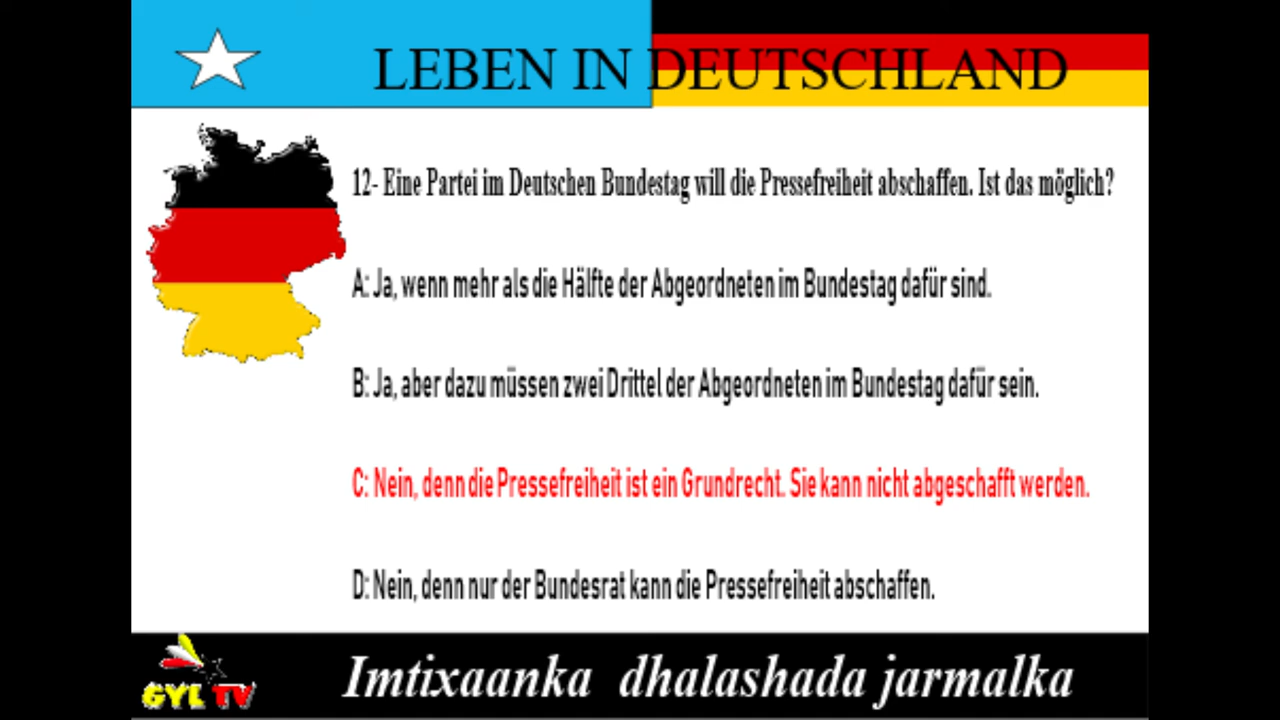 LEBEN IN DEUTSCHLAND
12- Eine Partei im Deutschen Bundestag will die Pressefreiheit abschaffen. Ist das möglich?
A: Ja, wenn mehr als die Hälfte der Abgeordneten im Bundestag dafür sind.
B: Ja, aber dazu müssen zwei Drittel der Abgeordneten im Bundestag dafür sein.
C: Nein, denn die Pressefreiheit ist ein Grundrecht. Sie kann nicht abgeschafft werden.
D: Nein, denn nur der Bundesrat kann die Pressefreiheit abschaffen.
GYL TV
Imtixaanka dhalashada jarmalka